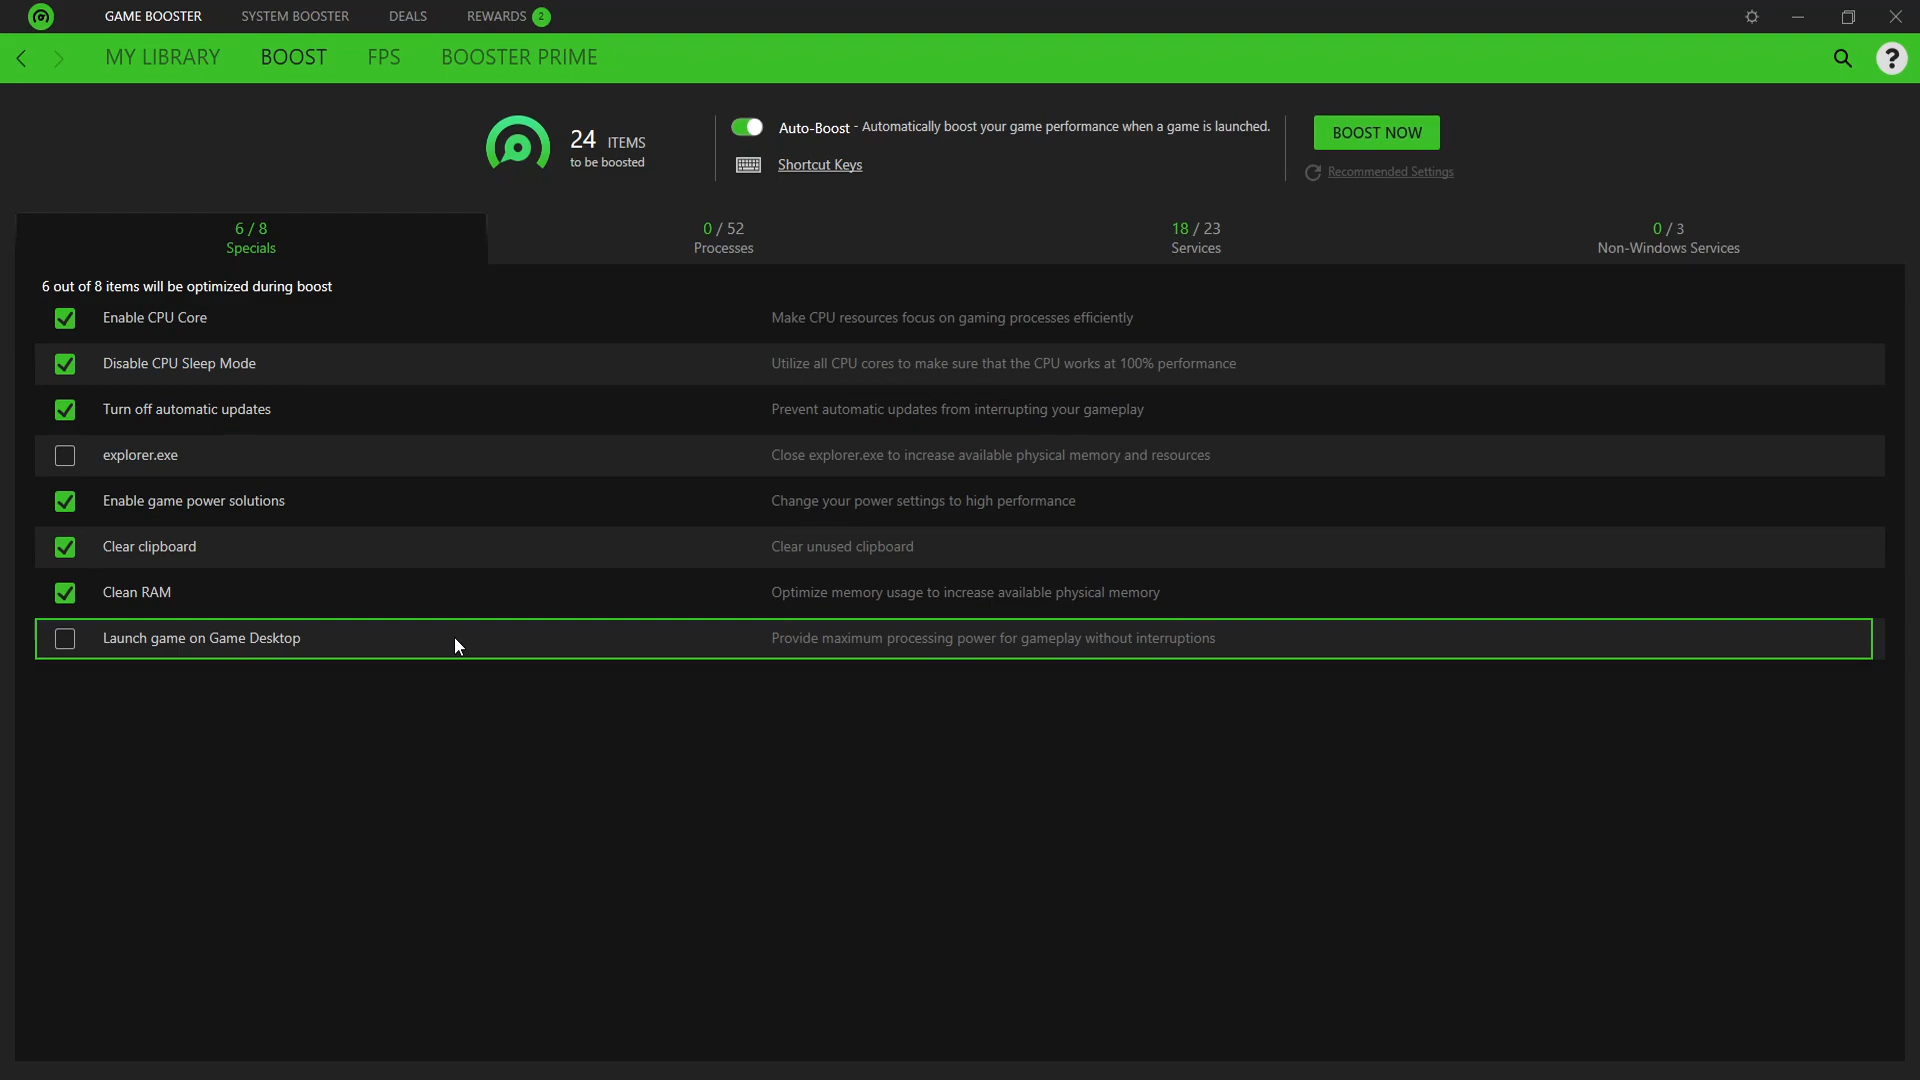 GAME BOOSTER SYSTEM BOOSTER DEALS REWARDS 2
MY LIBRARY BOOST FPS BOOSTER PRIME ?
24 ITEMS
to be boosted
Auto-Boost - Automatically boost your game performance when a game is launched.
Shortcut Keys
BOOST NOW
Recommended Settings
6 / 8
Specials
0 / 52
Processes
18 / 23
Services
0 / 3
Non-Windows Services
6 out of 8 items will be optimized during boost
Enable CPU Core Make CPU resources focus on gaming processes efficiently
Disable CPU Sleep Mode Utilize all CPU cores to make sure that the CPU works at 100% performance
Turn off automatic updates Prevent automatic updates from interrupting your gameplay
explorer.exe Close explorer.exe to increase available physical memory and resources
Enable game power solutions Change your power settings to high performance
Clear clipboard Clear unused clipboard
Clean RAM Optimize memory usage to increase available physical memory
Launch game on Game Desktop Provide maximum processing power for gameplay without interruptions